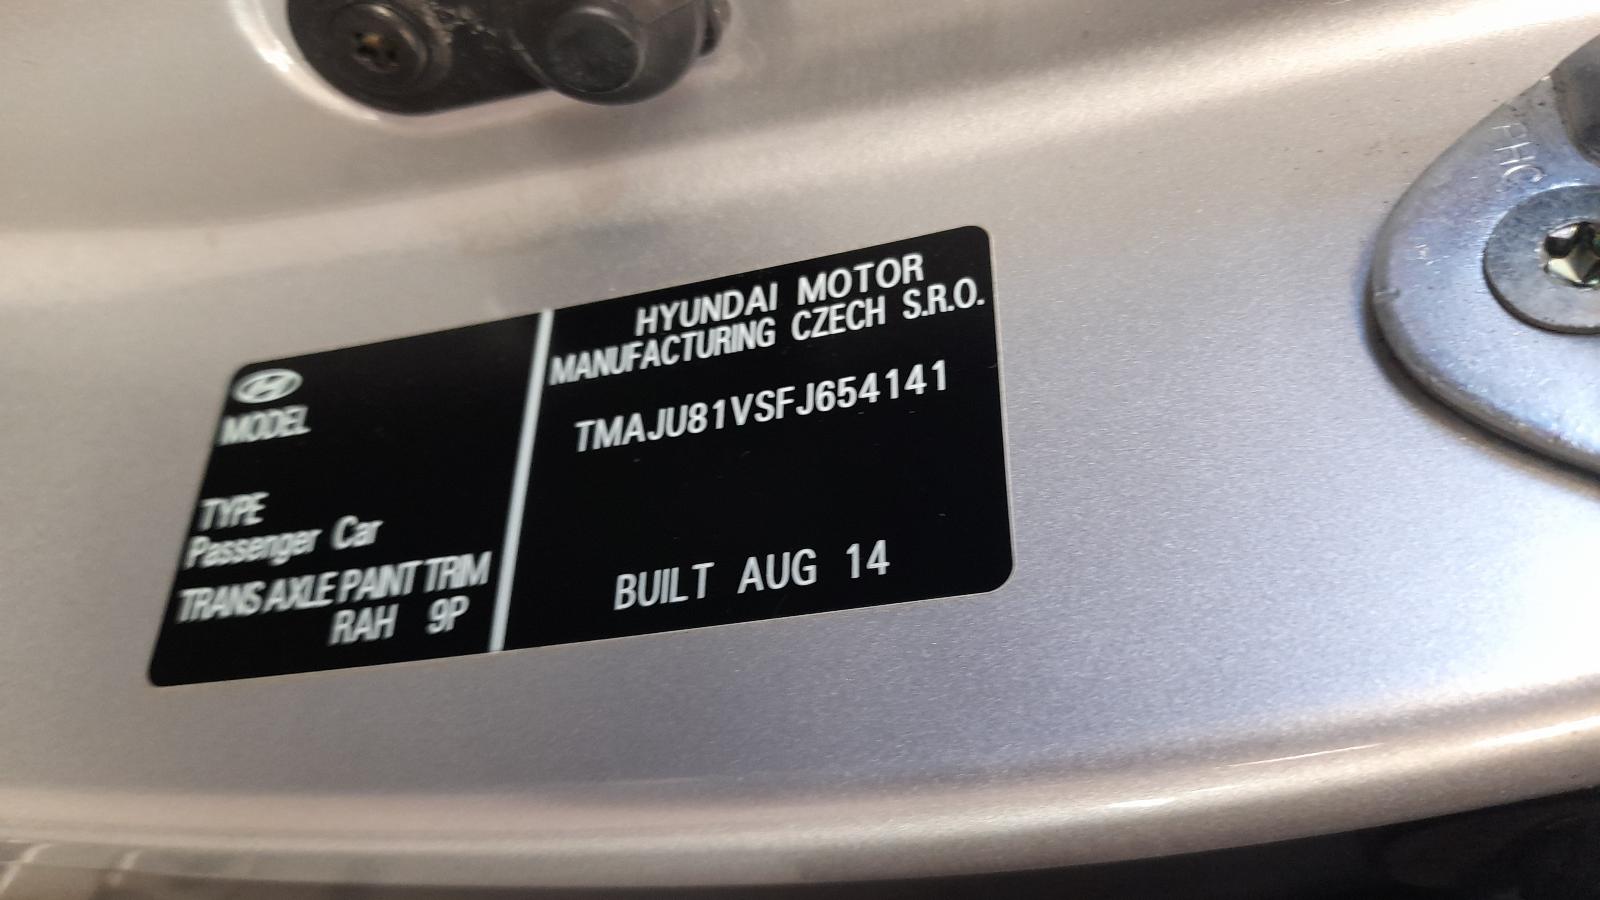 MODEL
TYPE
Passenger Car
TRANS AXLE PAINT TRIM
RAH 9P
HYUNDAI MOTOR
MANUFACTURING CZECH S.R.O.
TMAJU81VSFJ654141
BUILT AUG 14